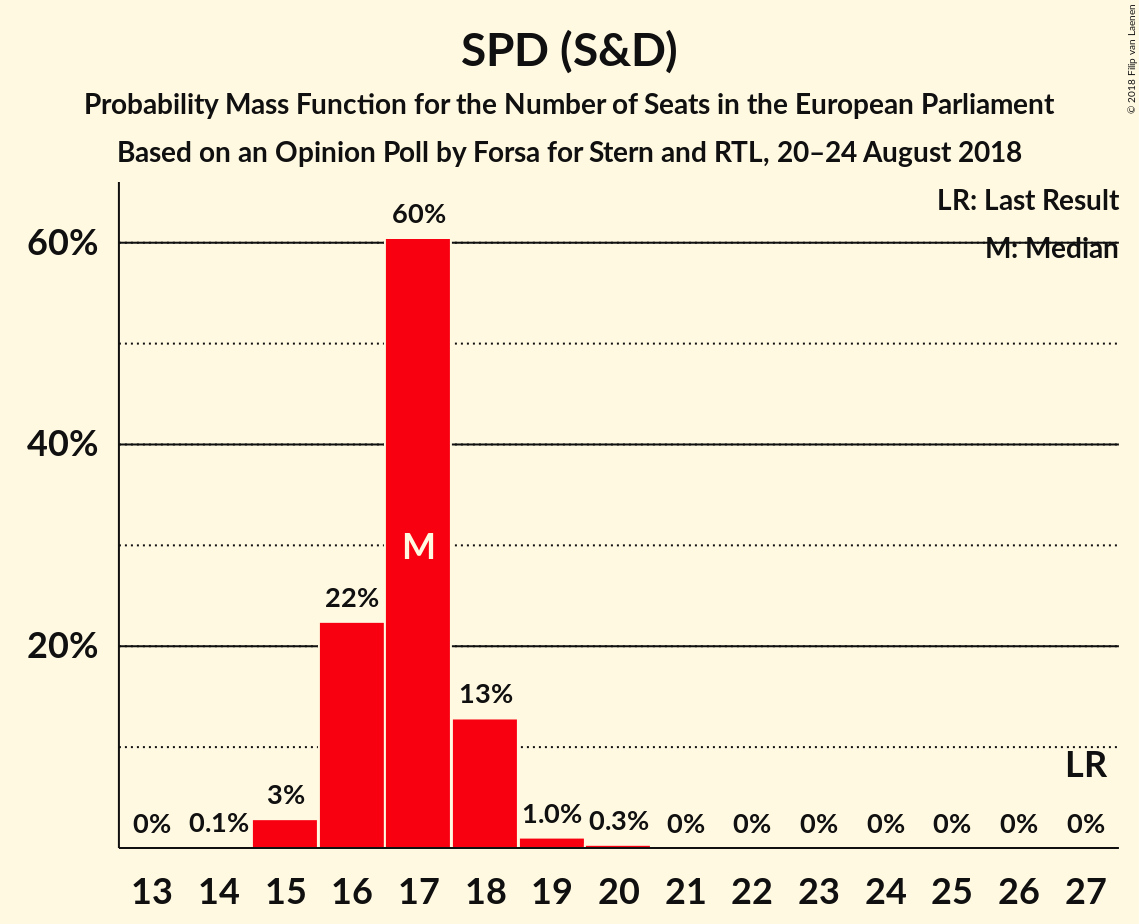 SPD (S&D)
Probability Mass Function for the Number of Seats in the European Parliament
Based on an Opinion Poll by Forsa for Stern and RTL, 20–24 August 2018
© 2018 Filip van Laenen
LR: Last Result
M: Median
60%
40%
20%
0% 0.1% 3% 22% 60% 13% 1.0% 0.3% 0% 0% 0% 0% 0% 0% 0%
M
LR
13 14 15 16 17 18 19 20 21 22 23 24 25 26 27